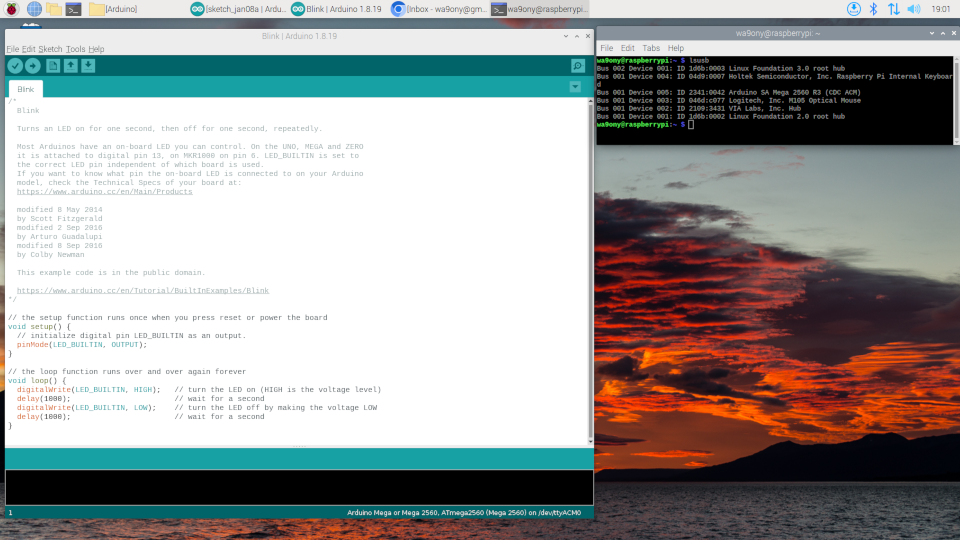 [Arduino]
[sketch_jan08a | Ardu...
Blink | Arduino 1.8.19
[Inbox - wa9ony@gm...
wa9ony@raspberrypi...
19:01
Blink | Arduino 1.8.19
File Edit Sketch Tools Help
Blink
/*
Blink
Turns an LED on for one second, then off for one second, repeatedly.
Most Arduinos have an on-board LED you can control. On the UNO, MEGA and ZERO
it is attached to digital pin 13, on MKR1000 on pin 6. LED_BUILTIN is set to
the correct LED pin independent of which board is used.
If you want to know what pin the on-board LED is connected to on your Arduino
model, check the Technical Specs of your board at:
https://www.arduino.cc/en/Main/Products
modified 8 May 2014
by Scott Fitzgerald
modified 2 Sep 2016
by Arturo Guadalupi
modified 8 Sep 2016
by Colby Newman
This example code is in the public domain.
https://www.arduino.cc/en/Tutorial/BuiltInExamples/Blink
*/
// the setup function runs once when you press reset or power the board
void setup() {
// initialize digital pin LED_BUILTIN as an output.
pinMode(LED_BUILTIN, OUTPUT);
}
// the loop function runs over and over again forever
void loop() {
digitalWrite(LED_BUILTIN, HIGH);   // turn the LED on (HIGH is the voltage level)
delay(1000);                       // wait for a second
digitalWrite(LED_BUILTIN, LOW);    // turn the LED off by making the voltage LOW
delay(1000);                       // wait for a second
}
1
Arduino Mega or Mega 2560, ATmega2560 (Mega 2560) on /dev/ttyACM0
wa9ony@raspberrypi: ~
File Edit Tabs Help
wa9ony@raspberrypi:~ $ lsusb
Bus 002 Device 001: ID 1d6b:0003 Linux Foundation 3.0 root hub
Bus 001 Device 004: ID 04d9:0007 Holtek Semiconductor, Inc. Raspberry Pi Internal Keyboar
d
Bus 001 Device 005: ID 2341:0042 Arduino SA Mega 2560 R3 (CDC ACM)
Bus 001 Device 003: ID 046d:c077 Logitech, Inc. M105 Optical Mouse
Bus 001 Device 002: ID 2109:3431 VIA Labs, Inc. Hub
Bus 001 Device 001: ID 1d6b:0002 Linux Foundation 2.0 root hub
wa9ony@raspberrypi:~ $